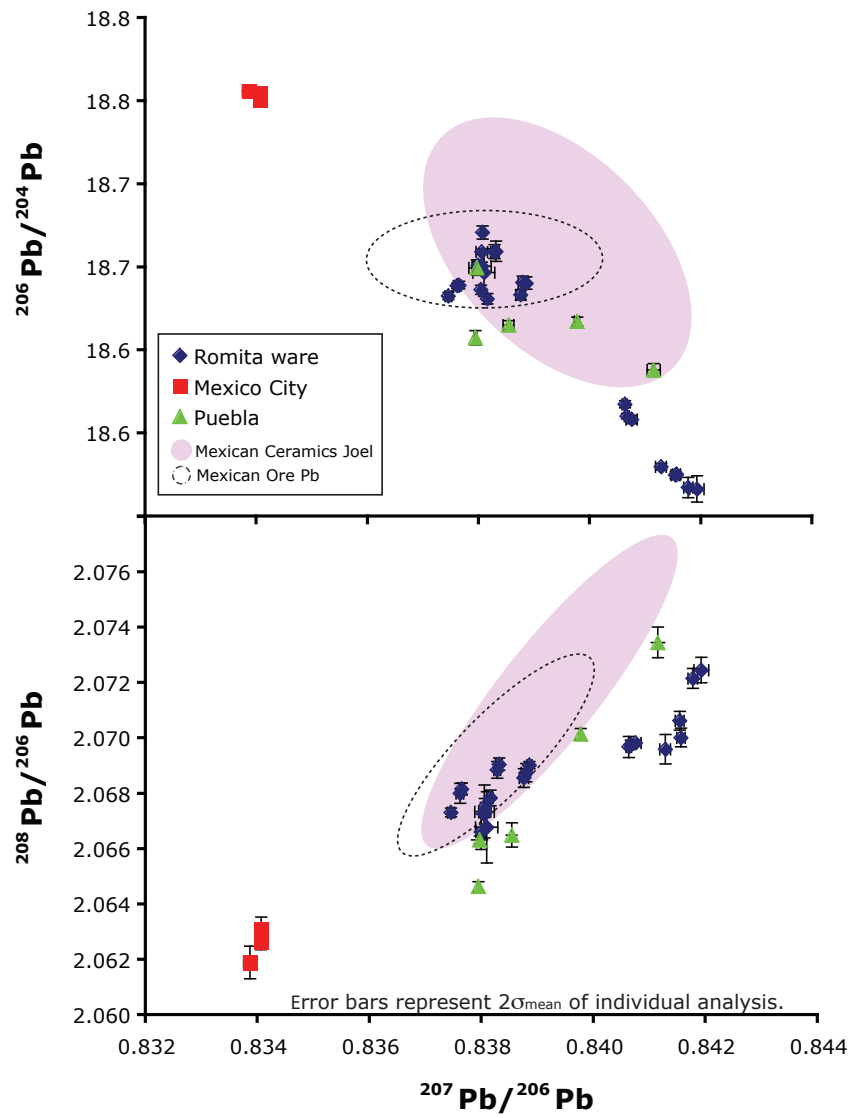 18.8
18.8
18.7
18.7
18.6
18.6
206Pb/204Pb
Romita ware
Mexico City
Puebla
Mexican Ceramics Joel
Mexican Ore Pb
2.076
2.074
2.072
2.070
2.068
2.066
2.064
2.062
2.060
208Pb/206Pb
Error bars represent 2σmean of individual analysis.
0.832 0.834 0.836 0.838 0.840 0.842 0.844
207Pb/206Pb